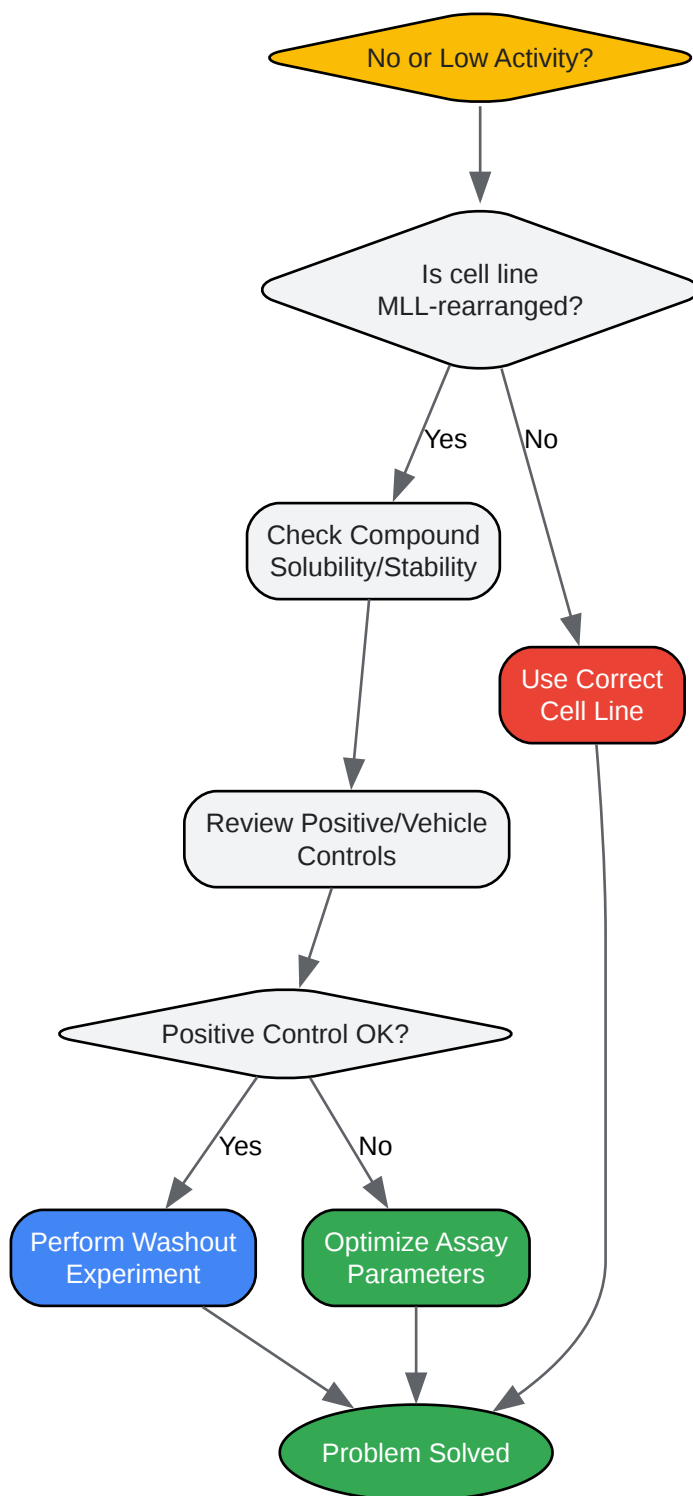 No or Low Activity?
Is cell line
MLL-rearranged?
Yes
No
Check Compound
Solubility/Stability
Use Correct
Cell Line
Review Positive/Vehicle
Controls
Positive Control OK?
Yes
No
Perform Washout
Experiment
Optimize Assay
Parameters
Problem Solved